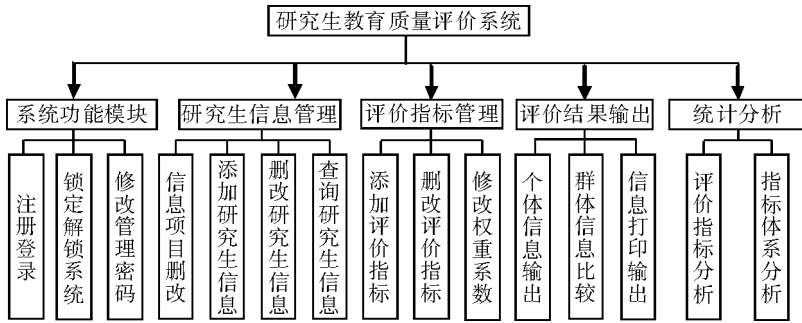 研究生教育质量评价系统
系统功能模块
研究生信息管理
评价指标管理
评价结果输出
统计分析
注册登录
锁定解锁系统
修改管理密码
信息项目删改
添加研究生信息
删改研究生信息
查询研究生信息
添加评价指标
删改评价指标
修改权重系数
个体信息输出
群体信息比较
信息打印输出
评价指标分析
指标体系分析